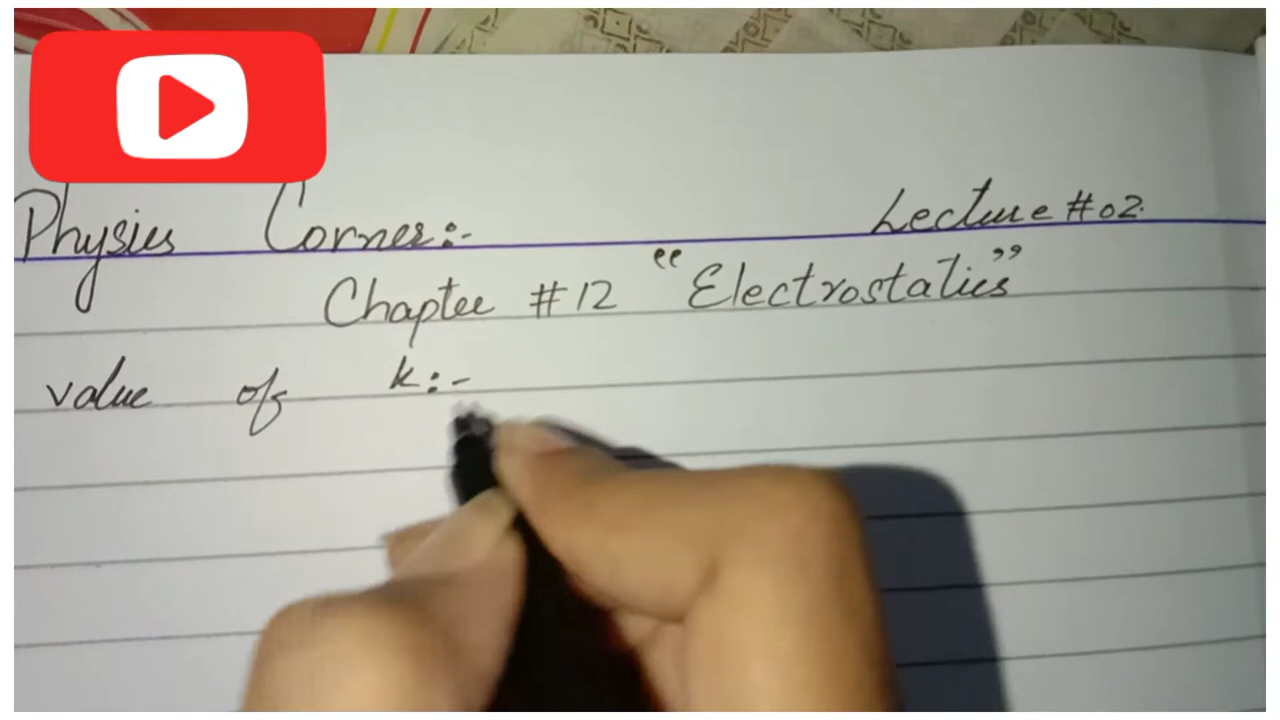 Physics Corner:-
Lecture #02.
Chapter #12 "Electrostatics"
value of k:-